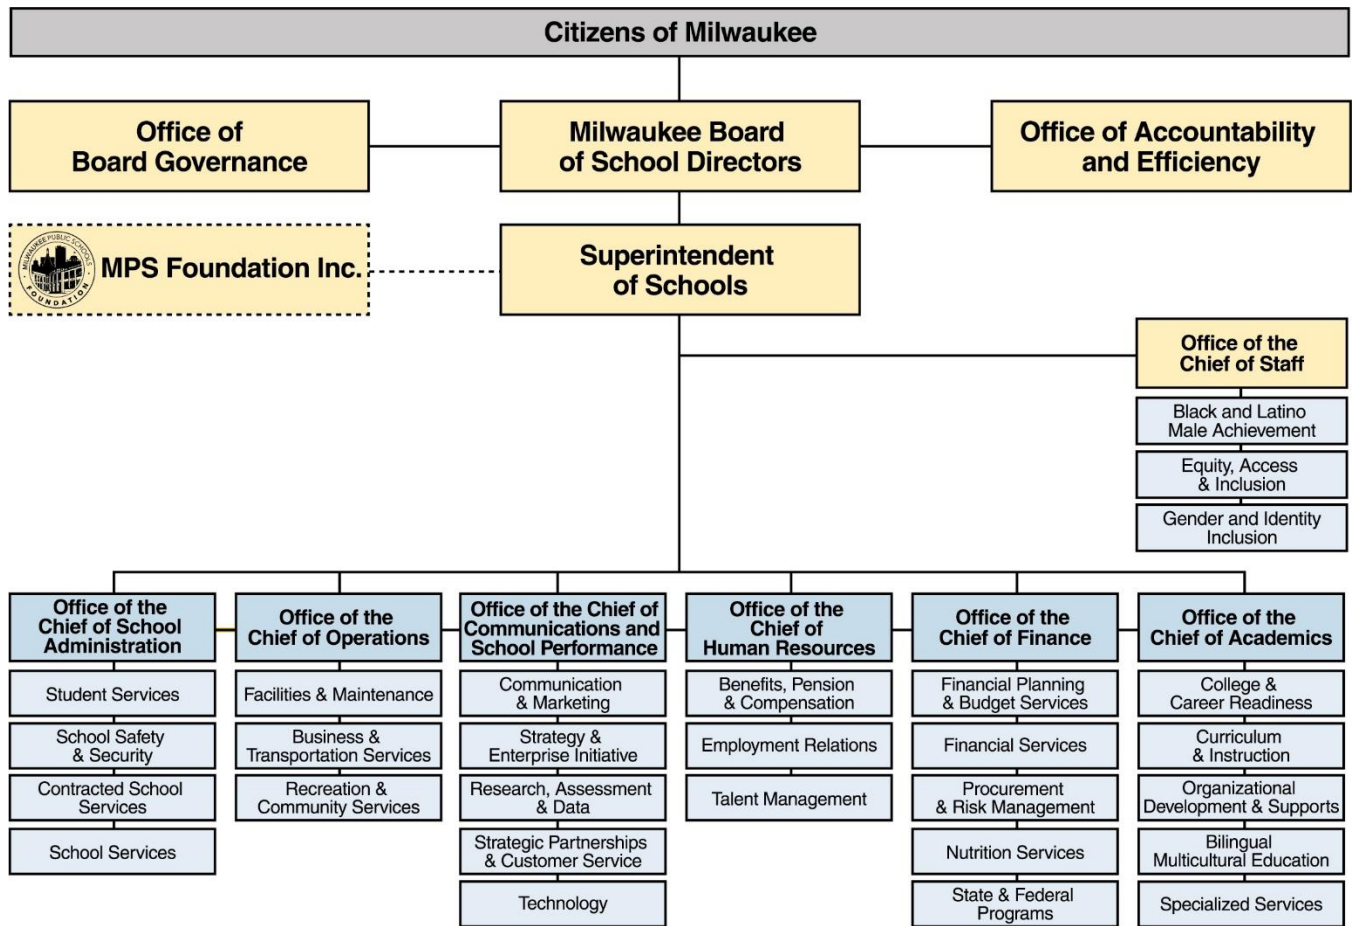 Citizens of Milwaukee
Office of
Board Governance
Milwaukee Board
of School Directors
Office of Accountability
and Efficiency
MILWAUKEE PUBLIC SCHOOLS
FOUNDATION
MPS Foundation Inc.
Superintendent
of Schools
Office of the
Chief of Staff
Black and Latino
Male Achievement
Equity, Access
& Inclusion
Gender and Identity
Inclusion
Office of the
Chief of School
Administration
Student Services
School Safety
& Security
Contracted School
Services
School Services
Office of the
Chief of Operations
Facilities & Maintenance
Business &
Transportation Services
Recreation &
Community Services
Office of the Chief of
Communications and
School Performance
Communication
& Marketing
Strategy &
Enterprise Initiative
Research, Assessment
& Data
Strategic Partnerships
& Customer Service
Technology
Office of the
Chief of
Human Resources
Benefits, Pension
& Compensation
Employment Relations
Talent Management
Office of the
Chief of Finance
Financial Planning
& Budget Services
Financial Services
Procurement
& Risk Management
Nutrition Services
State & Federal
Programs
Office of the
Chief of Academics
College &
Career Readiness
Curriculum
& Instruction
Organizational
Development & Supports
Bilingual
Multicultural Education
Specialized Services